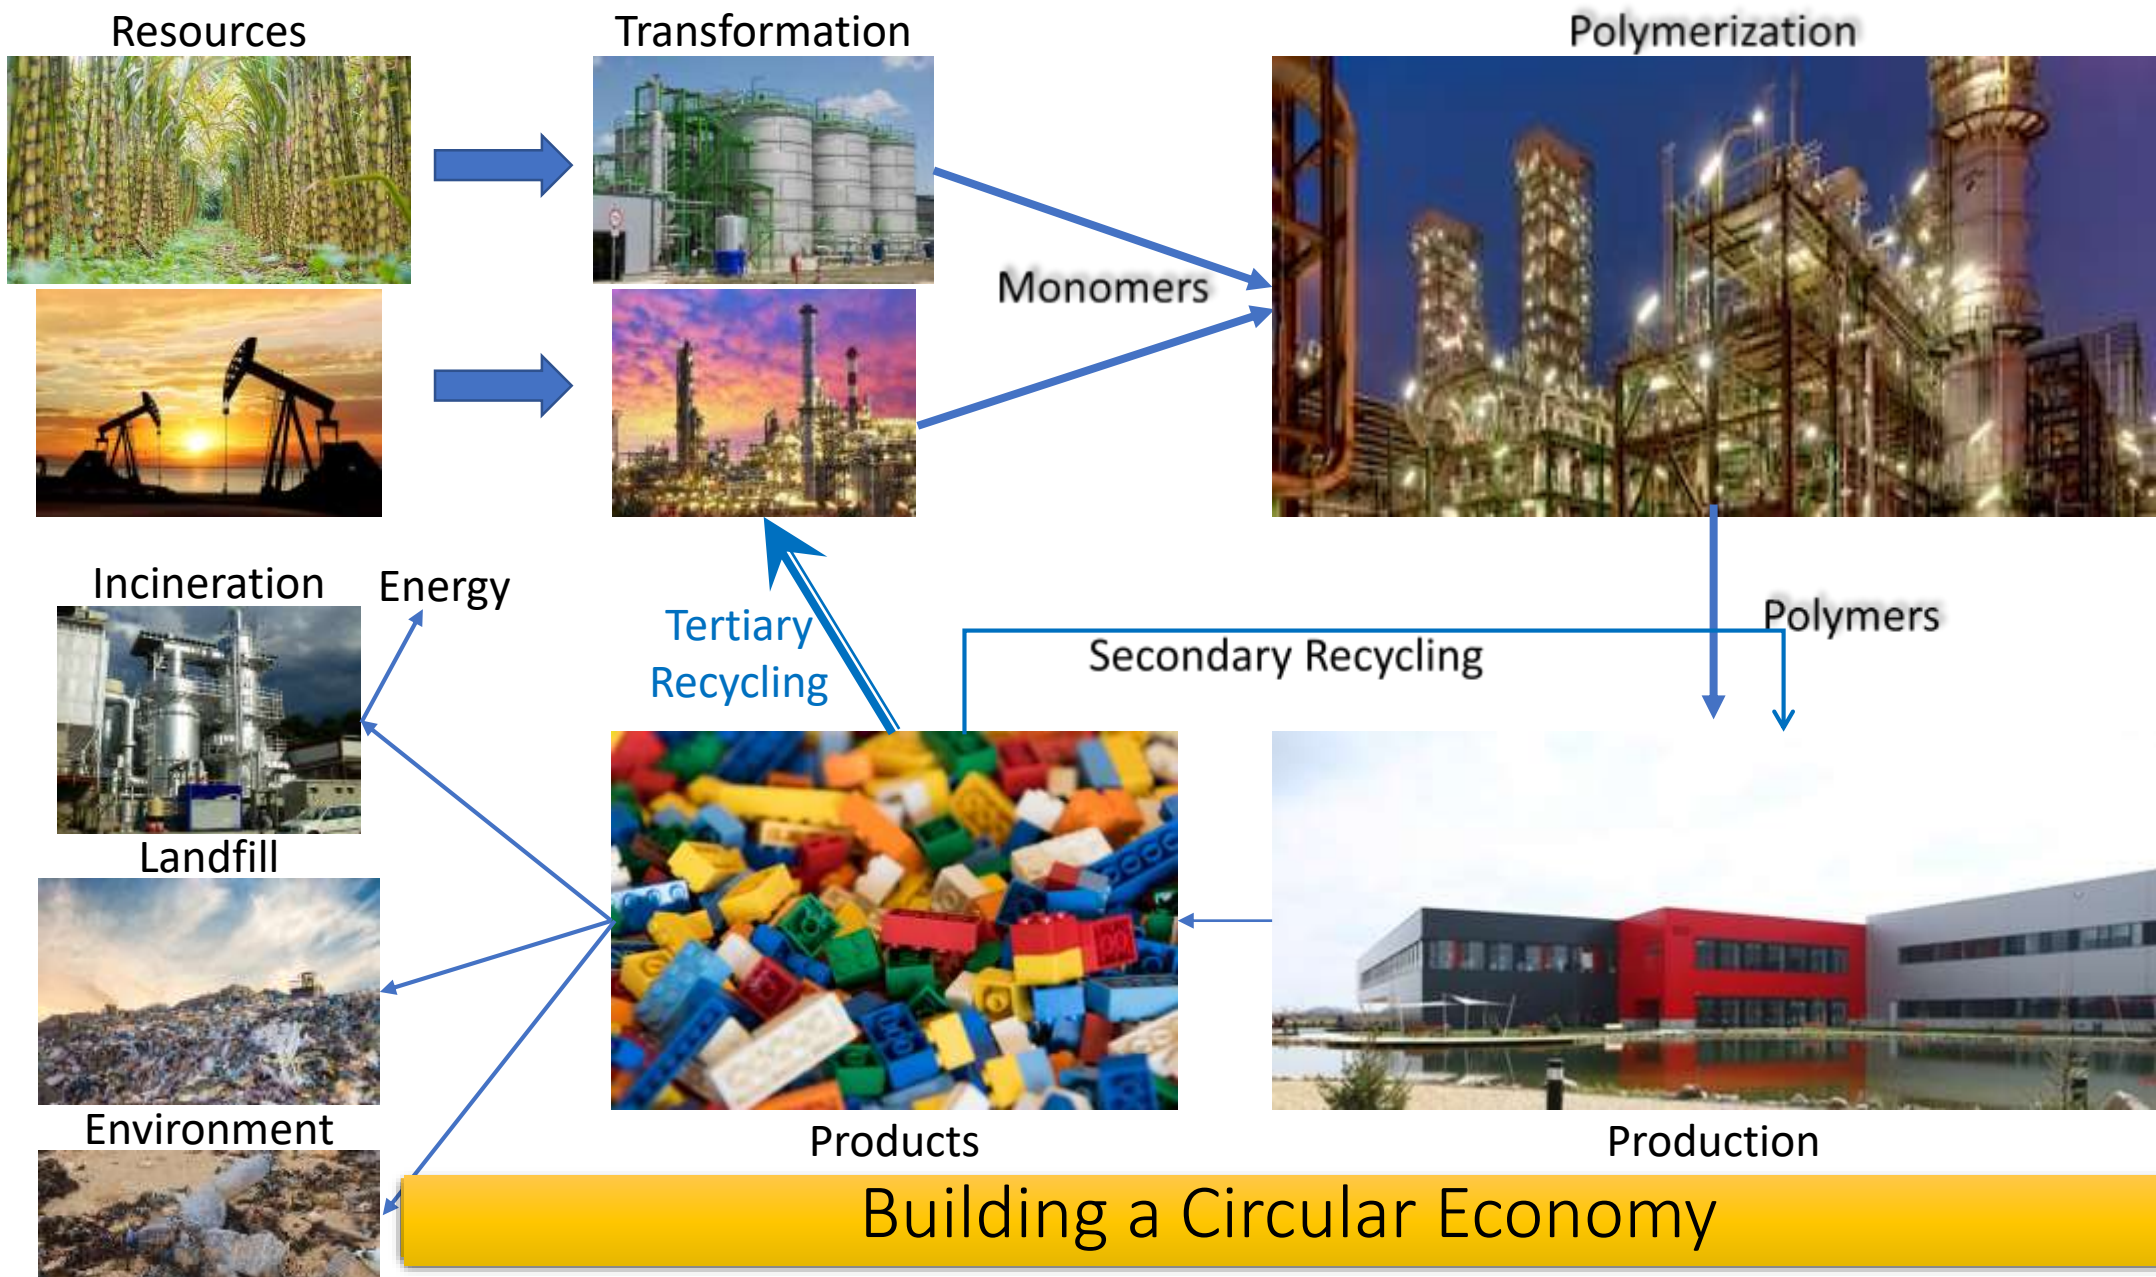 Resources
Transformation
Polymerization
Monomers
Incineration
Energy
Tertiary
Recycling
Secondary Recycling
Polymers
Landfill
Environment
Products
Production
Building a Circular Economy